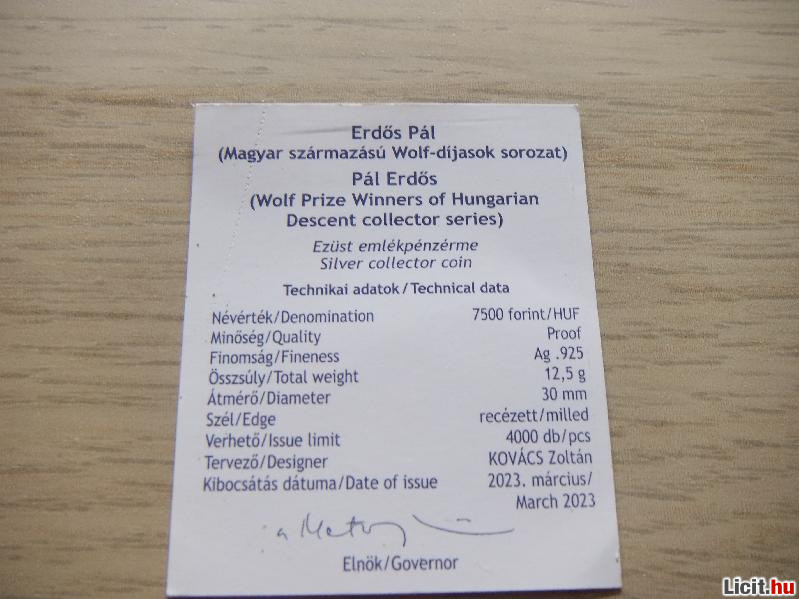 Erdős Pál
(Magyar származású Wolf-díjasok sorozat)
Pál Erdős
(Wolf Prize Winners of Hungarian
Descent collector series)
Ezüst emlékpénzérme
Silver collector coin
Technikai adatok/Technical data
Névérték/Denomination 7500 forint/HUF
Minőség/Quality Proof
Finomság/Fineness Ag .925
Összsúly/Total weight 12,5 g
Átmérő/Diameter 30 mm
Szél/Edge recézett/milled
Verhető/Issue limit 4000 db/pcs
Tervező/Designer KOVÁCS Zoltán
Kibocsátás dátuma/Date of issue 2023. március/
March 2023
Elnök/Governor
Licit.hu